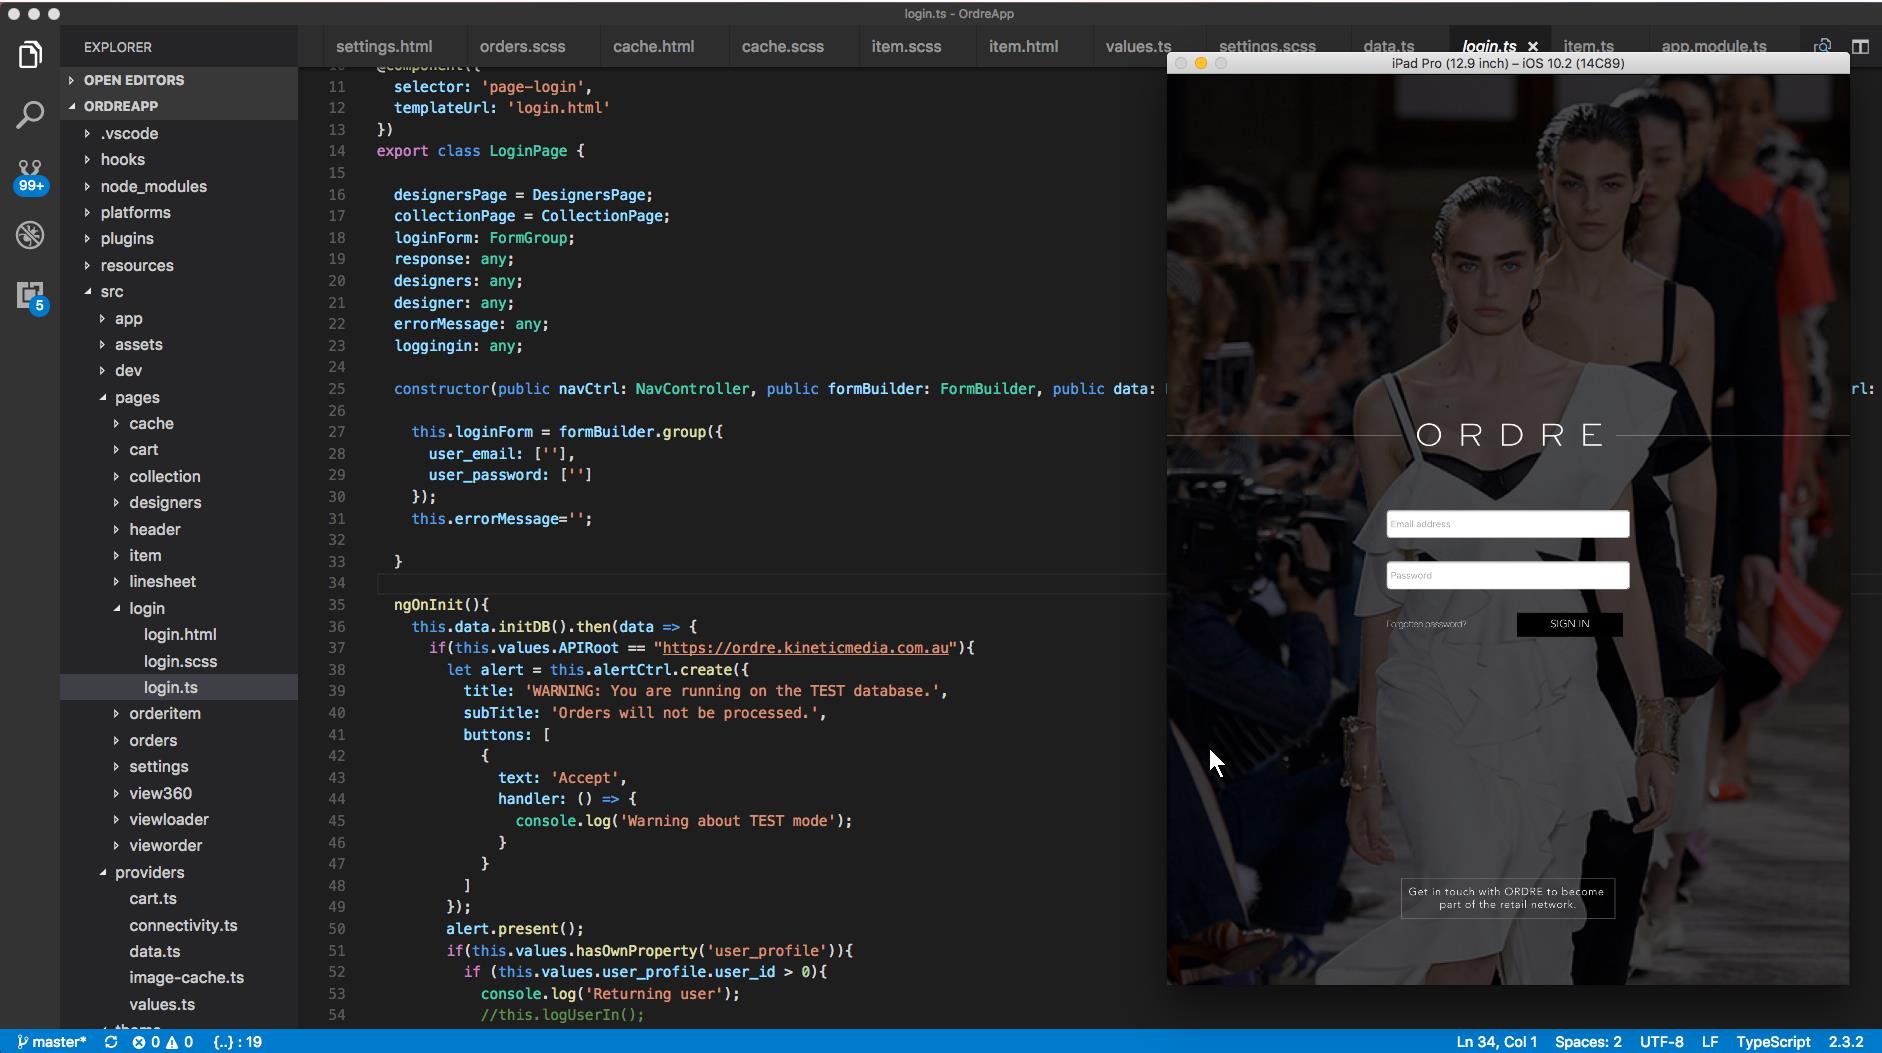 login.ts - OrdreApp
EXPLORER
settings.html orders.scss cache.html cache.scss item.scss item.html values.ts settings.scss data.ts login.ts item.ts app.module.ts
OPEN EDITORS
ORDREAPP
.vscode
hooks
node_modules
platforms
plugins
resources
src
app
assets
dev
pages
cache
cart
collection
designers
header
item
linesheet
login
login.html
login.scss
login.ts
orderitem
orders
settings
view360
viewloader
vieworder
providers
cart.ts
connectivity.ts
data.ts
image-cache.ts
values.ts
theme
99+
5
10 @Component({
11 selector: 'page-login',
12 templateUrl: 'login.html'
13 })
14 export class LoginPage {
15
16 designersPage = DesignersPage;
17 collectionPage = CollectionPage;
18 loginForm: FormGroup;
19 response: any;
20 designers: any;
21 designer: any;
22 errorMessage: any;
23 loggingin: any;
24
25 constructor(public navCtrl: NavController, public formBuilder: FormBuilder, public data: rl:
26
27 this.loginForm = formBuilder.group({
28 user_email: [''],
29 user_password: ['']
30 });
31 this.errorMessage='';
32
33 }
34
35 ngOnInit(){
36 this.data.initDB().then(data => {
37 if(this.values.APIRoot == "https://ordre.kineticmedia.com.au"){
38 let alert = this.alertCtrl.create({
39 title: 'WARNING: You are running on the TEST database.',
40 subTitle: 'Orders will not be processed.',
41 buttons: [
42 {
43 text: 'Accept',
44 handler: () => {
45 console.log('Warning about TEST mode');
46 }
47 }
48 ]
49 });
50 alert.present();
51 if(this.values.hasOwnProperty('user_profile')){
52 if (this.values.user_profile.user_id > 0){
53 console.log('Returning user');
54 //this.logUserIn();
iPad Pro (12.9 inch) – iOS 10.2 (14C89)
ORDRE
Email address
Password
Forgotten password? SIGN IN
Get in touch with ORDRE to become
part of the retail network.
master* 0 0 {..} : 19 Ln 34, Col 1 Spaces: 2 UTF-8 LF TypeScript 2.3.2